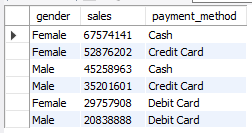 gender sales payment_method
Female 67574141 Cash
Female 52876202 Credit Card
Male 45258963 Cash
Male 35201601 Credit Card
Female 29757908 Debit Card
Male 20838888 Debit Card